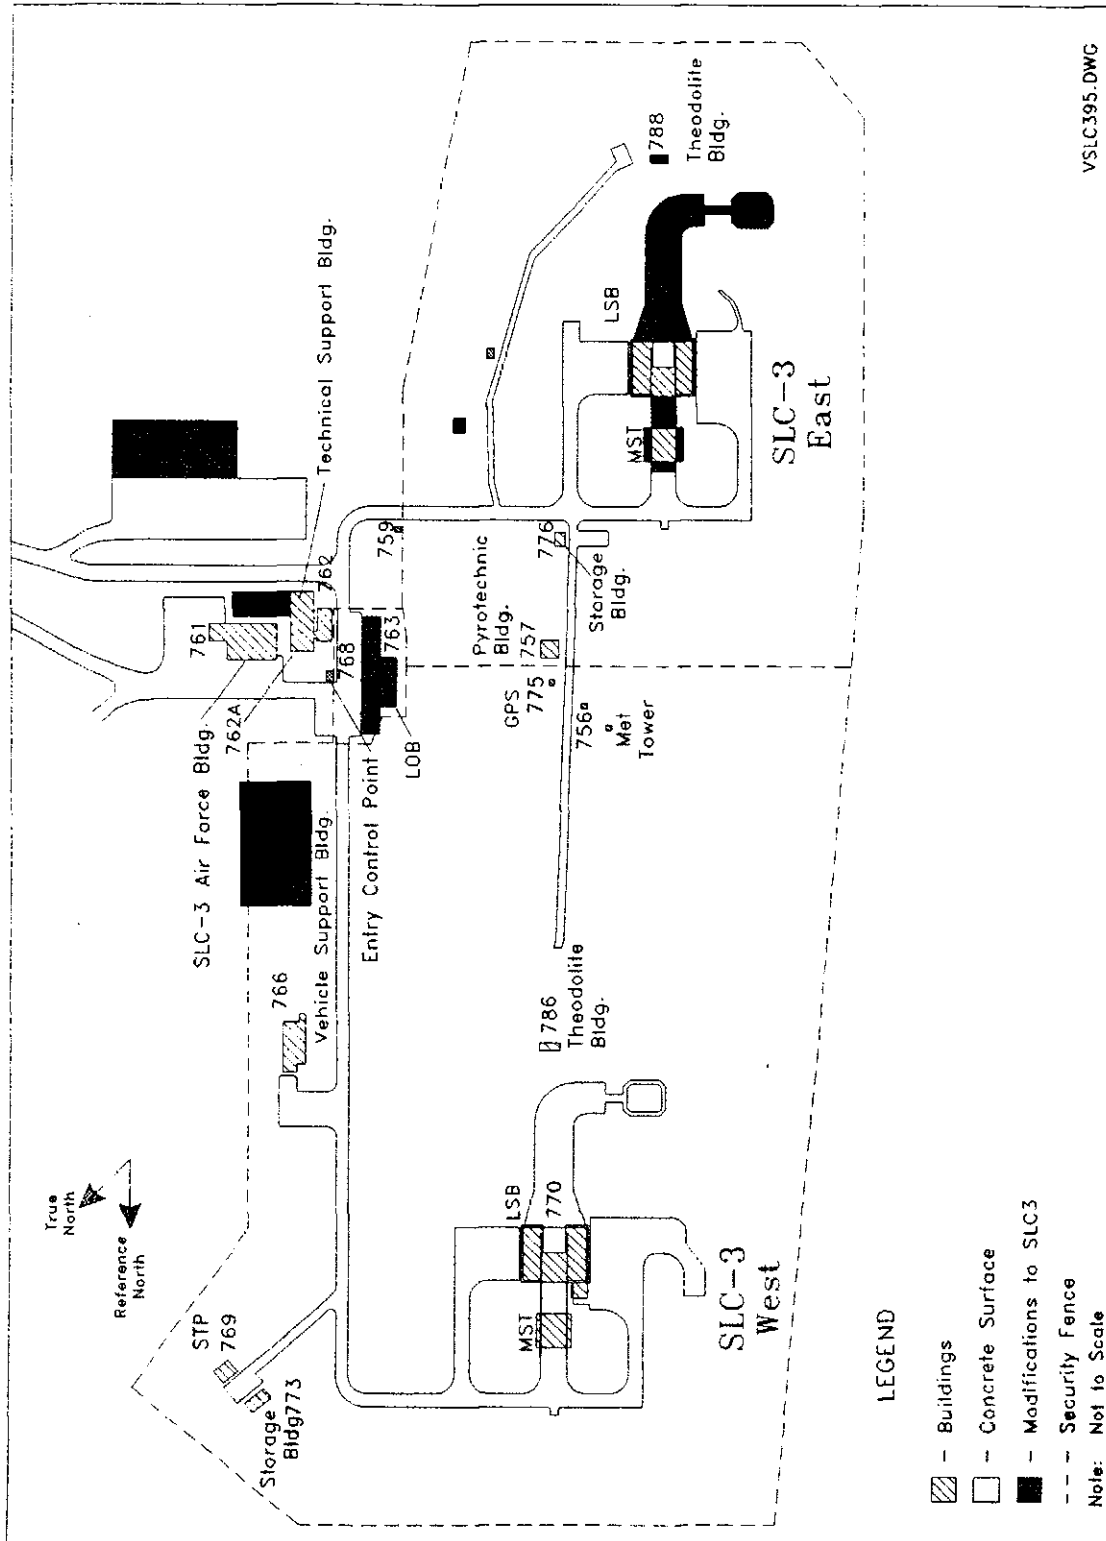 VSLC395.DWG
788
Theodolite
Bldg.
Technical Support Bldg.
LSB
MST
SLC-3
East
759
762
761
768
763
762A
SLC-3 Air Force Bldg.
LOB
Entry Control Point
Pyrotechnic
Bldg.
757
776
Storage
Bldg.
GPS
775
756
Met
Tower
Vehicle Support Bldg.
766
786
Theodolite
Bldg.
True
North
Reference
North
STP
769
Storage
Bldg773
LSB
770
MST
SLC-3
West
LEGEND
- Buildings
- Concrete Surface
- Modifications to SLC3
- Security Fence
Note: Not to Scale